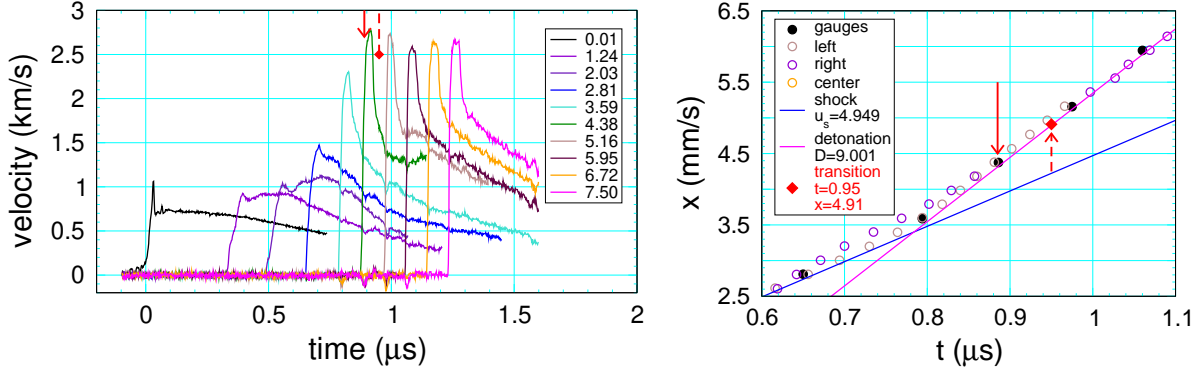 velocity (km/s)
3
2.5
2
1.5
1
0.5
0
0
0.5
1
1.5
2
time (μs)
0.01
1.24
2.03
2.81
3.59
4.38
5.16
5.95
6.72
7.50
x (mm/s)
6.5
5.5
4.5
3.5
2.5
0.6
0.7
0.8
0.9
1
1.1
t (μs)
gauges
left
right
center
shock
u_s=4.949
detonation
D=9.001
transition
t=0.95
x=4.91